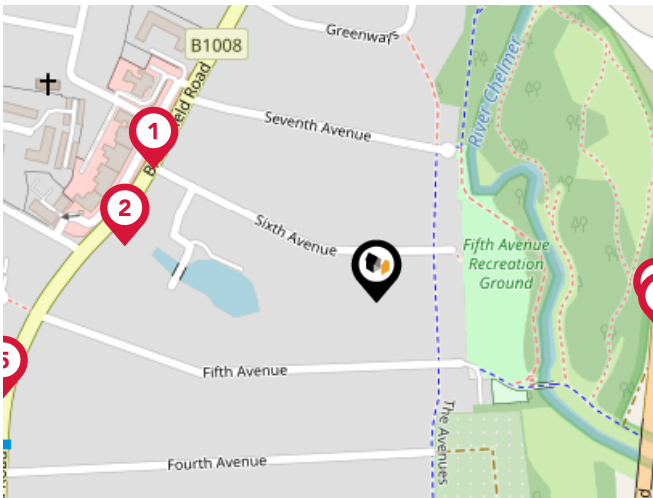 Greenways
B1008
River Chelmer
Seventh Avenue
1
2
Sixth Avenue
Fifth Avenue
Recreation
Ground
5
Fifth Avenue
The Avenues
Fourth Avenue